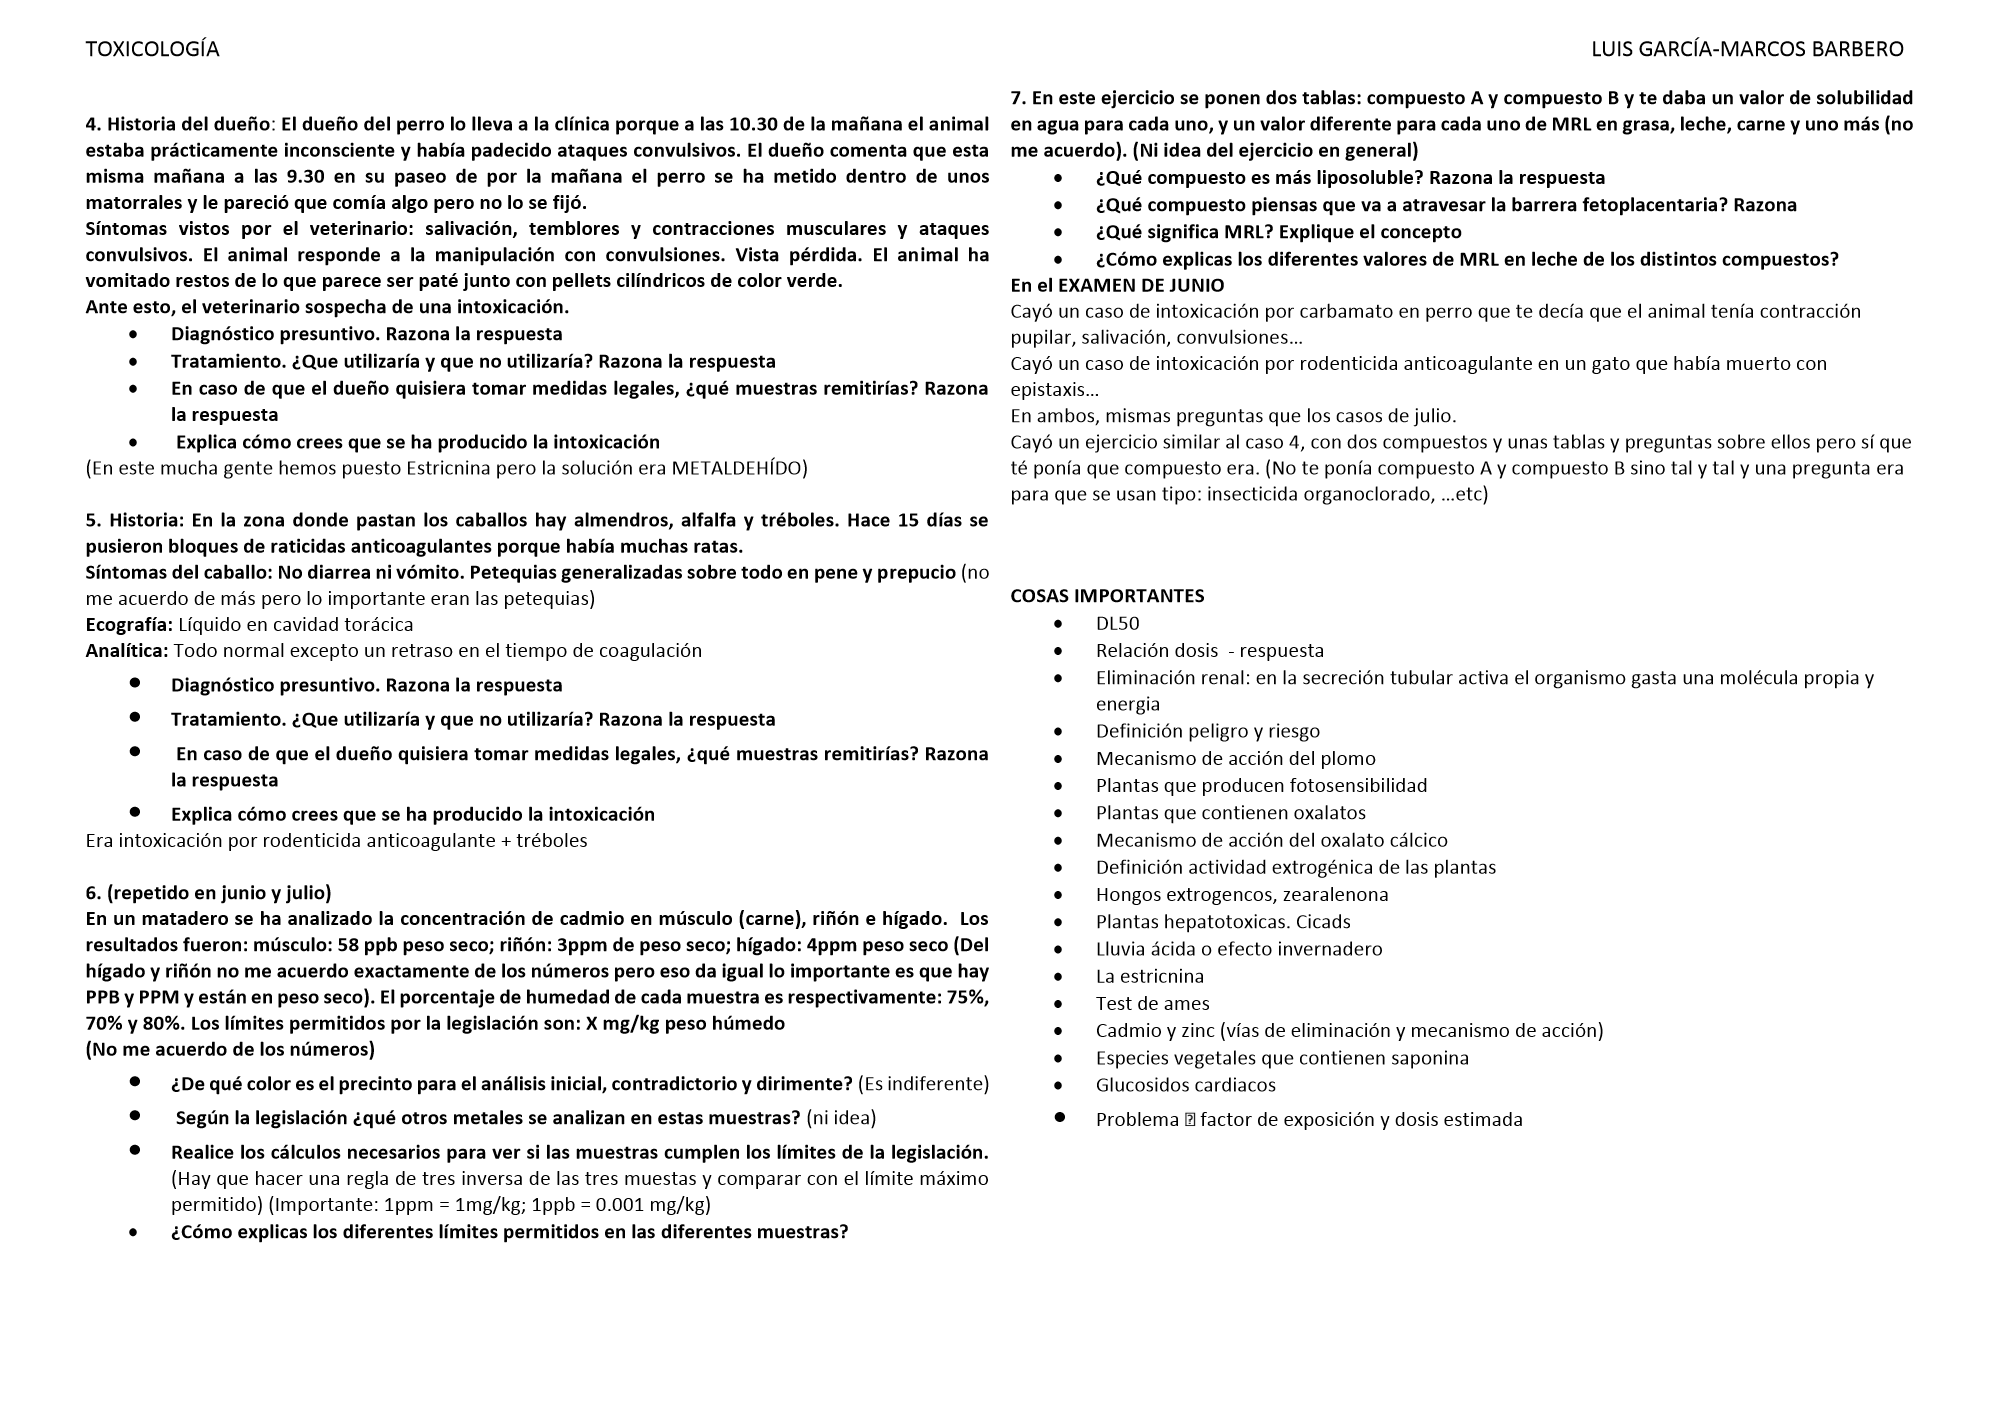 TOXICOLOGÍA
LUIS GARCÍA-MARCOS BARBERO
4. Historia del dueño: El dueño del perro lo lleva a la clínica porque a las 10.30 de la mañana el animal
estaba prácticamente inconsciente y había padecido ataques convulsivos. El dueño comenta que esta
misma mañana a las 9.30 en su paseo de por la mañana el perro se ha metido dentro de unos
matorrales y le pareció que comía algo pero no lo se fijó.
Síntomas vistos por el veterinario: salivación, temblores y contracciones musculares y ataques
convulsivos. El animal responde a la manipulación con convulsiones. Vista pérdida. El animal ha
vomitado restos de lo que parece ser paté junto con pellets cilíndricos de color verde.
Ante esto, el veterinario sospecha de una intoxicación.
• Diagnóstico presuntivo. Razona la respuesta
• Tratamiento. ¿Que utilizaría y que no utilizaría? Razona la respuesta
• En caso de que el dueño quisiera tomar medidas legales, ¿qué muestras remitirías? Razona
la respuesta
• Explica cómo crees que se ha producido la intoxicación
(En este mucha gente hemos puesto Estricnina pero la solución era METALDEHÍDO)
5. Historia: En la zona donde pastan los caballos hay almendros, alfalfa y tréboles. Hace 15 días se
pusieron bloques de raticidas anticoagulantes porque había muchas ratas.
Síntomas del caballo: No diarrea ni vómito. Petequias generalizadas sobre todo en pene y prepucio (no
me acuerdo de más pero lo importante eran las petequias)
Ecografía: Líquido en cavidad torácica
Analítica: Todo normal excepto un retraso en el tiempo de coagulación
• Diagnóstico presuntivo. Razona la respuesta
• Tratamiento. ¿Que utilizaría y que no utilizaría? Razona la respuesta
• En caso de que el dueño quisiera tomar medidas legales, ¿qué muestras remitirías? Razona
la respuesta
• Explica cómo crees que se ha producido la intoxicación
Era intoxicación por rodenticida anticoagulante + tréboles
6. (repetido en junio y julio)
En un matadero se ha analizado la concentración de cadmio en músculo (carne), riñón e hígado. Los
resultados fueron: músculo: 58 ppb peso seco; riñón: 3ppm de peso seco; hígado: 4ppm peso seco (Del
hígado y riñón no me acuerdo exactamente de los números pero eso da igual lo importante es que hay
PPB y PPM y están en peso seco). El porcentaje de humedad de cada muestra es respectivamente: 75%,
70% y 80%. Los límites permitidos por la legislación son: X mg/kg peso húmedo
(No me acuerdo de los números)
• ¿De qué color es el precinto para el análisis inicial, contradictorio y dirimente? (Es indiferente)
• Según la legislación ¿qué otros metales se analizan en estas muestras? (ni idea)
• Realice los cálculos necesarios para ver si las muestras cumplen los límites de la legislación.
(Hay que hacer una regla de tres inversa de las tres muestas y comparar con el límite máximo
permitido) (Importante: 1ppm = 1mg/kg; 1ppb = 0.001 mg/kg)
• ¿Cómo explicas los diferentes límites permitidos en las diferentes muestras?
7. En este ejercicio se ponen dos tablas: compuesto A y compuesto B y te daba un valor de solubilidad
en agua para cada uno, y un valor diferente para cada uno de MRL en grasa, leche, carne y uno más (no
me acuerdo). (Ni idea del ejercicio en general)
• ¿Qué compuesto es más liposoluble? Razona la respuesta
• ¿Qué compuesto piensas que va a atravesar la barrera fetoplacentaria? Razona
• ¿Qué significa MRL? Explique el concepto
• ¿Cómo explicas los diferentes valores de MRL en leche de los distintos compuestos?
En el EXAMEN DE JUNIO
Cayó un caso de intoxicación por carbamato en perro que te decía que el animal tenía contracción
pupilar, salivación, convulsiones…
Cayó un caso de intoxicación por rodenticida anticoagulante en un gato que había muerto con
epistaxis…
En ambos, mismas preguntas que los casos de julio.
Cayó un ejercicio similar al caso 4, con dos compuestos y unas tablas y preguntas sobre ellos pero sí que
té ponía que compuesto era. (No te ponía compuesto A y compuesto B sino tal y tal y una pregunta era
para que se usan tipo: insecticida organoclorado, …etc)
COSAS IMPORTANTES
• DL50
• Relación dosis - respuesta
• Eliminación renal: en la secreción tubular activa el organismo gasta una molécula propia y
energia
• Definición peligro y riesgo
• Mecanismo de acción del plomo
• Plantas que producen fotosensibilidad
• Plantas que contienen oxalatos
• Mecanismo de acción del oxalato cálcico
• Definición actividad extrogénica de las plantas
• Hongos extrogencos, zearalenona
• Plantas hepatotoxicas. Cicads
• Lluvia ácida o efecto invernadero
• La estricnina
• Test de ames
• Cadmio y zinc (vías de eliminación y mecanismo de acción)
• Especies vegetales que contienen saponina
• Glucosidos cardiacos
• Problema ⍰ factor de exposición y dosis estimada